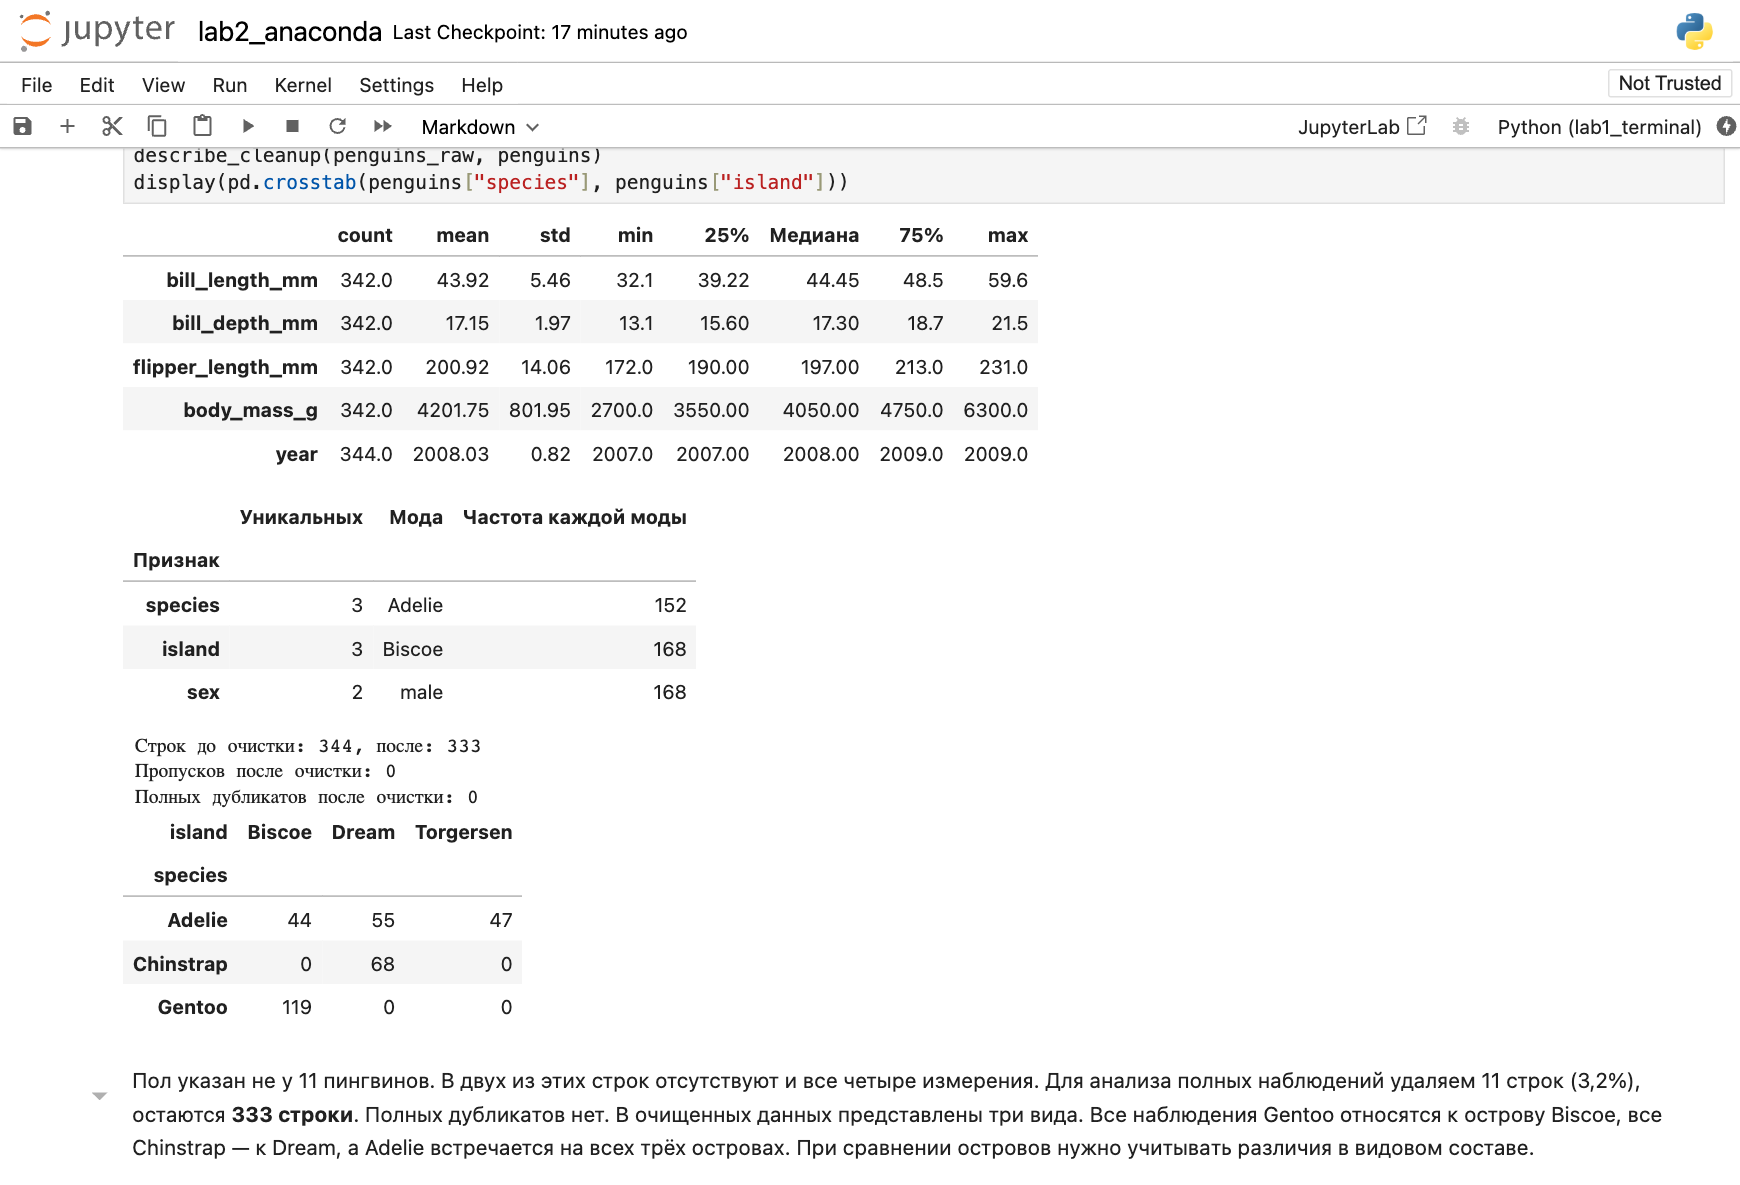 jupyter lab2_anaconda Last Checkpoint: 17 minutes ago
File Edit View Run Kernel Settings Help Not Trusted
Markdown JupyterLab Python (lab1_terminal)
describe_cleanup(penguins_raw, penguins)
display(pd.crosstab(penguins["species"], penguins["island"]))
count mean std min 25% Медиана 75% max
bill_length_mm 342.0 43.92 5.46 32.1 39.22 44.45 48.5 59.6
bill_depth_mm 342.0 17.15 1.97 13.1 15.60 17.30 18.7 21.5
flipper_length_mm 342.0 200.92 14.06 172.0 190.00 197.00 213.0 231.0
body_mass_g 342.0 4201.75 801.95 2700.0 3550.00 4050.00 4750.0 6300.0
year 344.0 2008.03 0.82 2007.0 2007.00 2008.00 2009.0 2009.0
Уникальных Мода Частота каждой моды
Признак
species 3 Adelie 152
island 3 Biscoe 168
sex 2 male 168
Строк до очистки: 344, после: 333
Пропусков после очистки: 0
Полных дубликатов после очистки: 0
island Biscoe Dream Torgersen
species
Adelie 44 55 47
Chinstrap 0 68 0
Gentoo 119 0 0
Пол указан не у 11 пингвинов. В двух из этих строк отсутствуют и все четыре измерения. Для анализа полных наблюдений удаляем 11 строк (3,2%),
остаются 333 строки. Полных дубликатов нет. В очищенных данных представлены три вида. Все наблюдения Gentoo относятся к острову Biscoe, все
Chinstrap — к Dream, а Adelie встречается на всех трёх островах. При сравнении островов нужно учитывать различия в видовом составе.